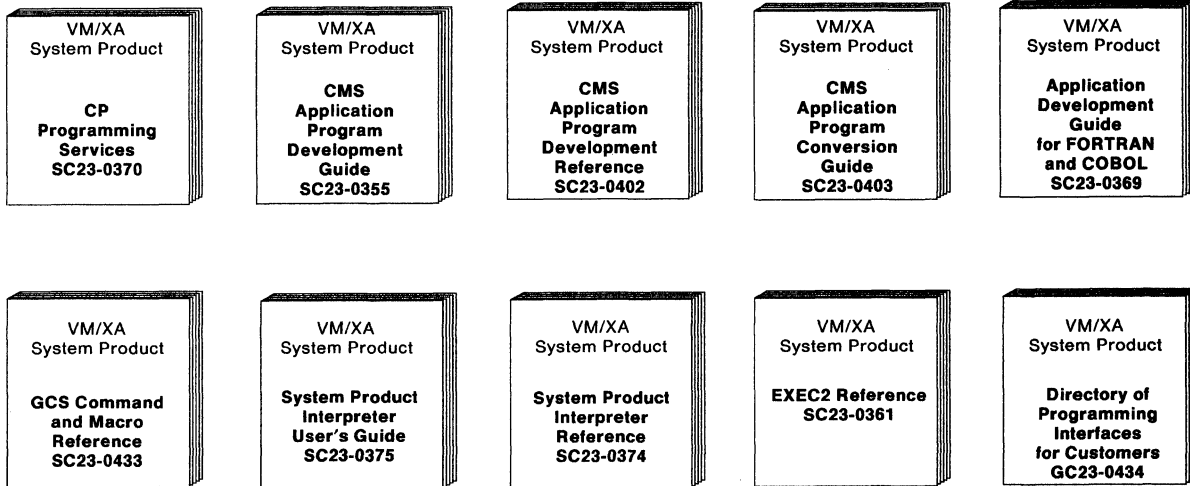 VM/XA
System Product
CP
Programming
Services
SC23-0370
VM/XA
System Product
CMS
Application
Program
Development
Guide
SC23-0355
VM/XA
System Product
CMS
Application
Program
Development
Reference
SC23-0402
VM/XA
System Product
CMS
Application
Program
Conversion
Guide
SC23-0403
VM/XA
System Product
Application
Development
Guide
for FORTRAN
and COBOL
SC23-0369
VM/XA
System Product
GCS Command
and Macro
Reference
SC23-0433
VM/XA
System Product
System Product
Interpreter
User's Guide
SC23-0375
VM/XA
System Product
System Product
Interpreter
Reference
SC23-0374
VM/XA
System Product
EXEC2 Reference
SC23-0361
VM/XA
System Product
Directory of
Programming
Interfaces
for Customers
GC23-0434